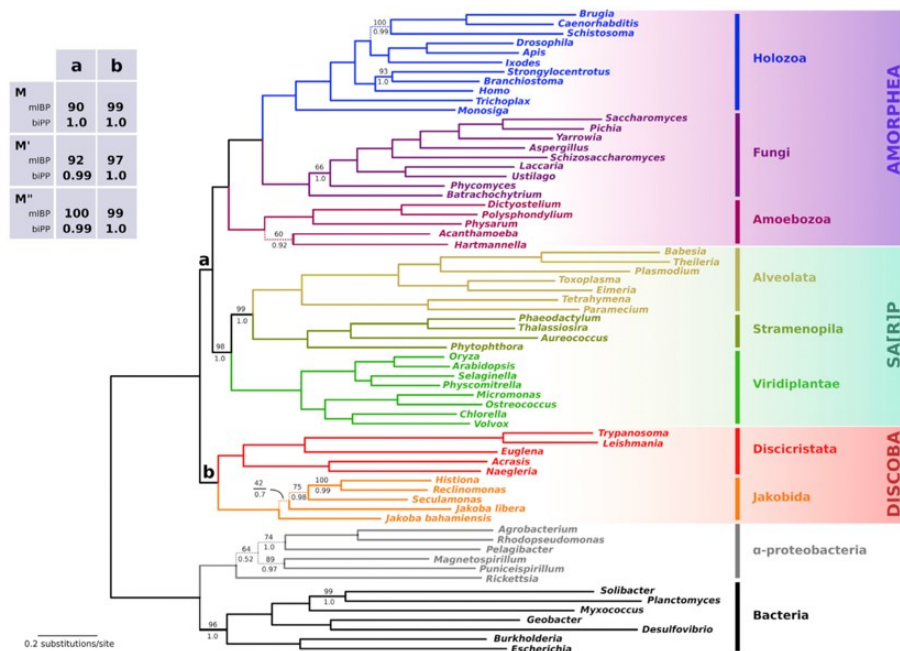 a b
M
mlBP 90 99
biPP 1.0 1.0
M'
mlBP 92 97
biPP 0.99 1.0
M"
mlBP 100 99
biPP 0.99 1.0
Brugia
100
0.99
Caenorhabditis
Schistosoma
Drosophila
Apis
Ixodes
93
1.0
Strongylocentrotus
Branchiostoma
Homo
Trichoplax
Monosiga
Holozoa
Saccharomyces
Pichia
Yarrowia
Aspergillus
Schizosaccharomyces
66
1.0
Laccaria
Ustilago
Phycomyces
Batrachochytrium
Fungi
Dictyostelium
Polysphondylium
Physarum
60
0.92
Acanthamoeba
Hartmannella
Amoebozoa
AMORPHEA
a
Babesia
Theileria
Plasmodium
Toxoplasma
Eimeria
Tetrahymena
Paramecium
Alveolata
99
1.0
Phaeodactylum
Thalassiosira
Aureococcus
Phytophthora
Stramenopila
98
1.0
Oryza
Arabidopsis
Selaginella
Physcomitrella
Micromonas
Ostreococcus
Chlorella
Volvox
Viridiplantae
SA[R]P
b
Trypanosoma
Leishmania
Euglena
Acrasis
Naegleria
Discicristata
42
0.7
75
0.98
100
0.99
Histiona
Reclinomonas
Seculamonas
Jakoba libera
Jakoba bahamiensis
Jakobida
DISCOBA
64
0.52
74
1.0
89
0.97
Agrobacterium
Rhodopseudomonas
Pelagibacter
Magnetospirillum
Puniceispirillum
Rickettsia
α-proteobacteria
99
1.0
96
1.0
Solibacter
Planctomyces
Myxococcus
Geobacter
Desulfovibrio
Burkholderia
Escherichia
Bacteria
0.2 substitutions/site